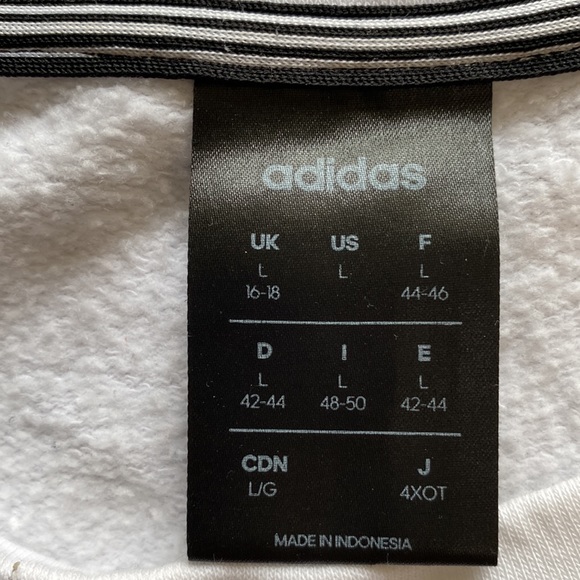 adidas
UK US F
L L L
16-18 44-46
D I E
L L L
42-44 48-50 42-44
CDN J
L/G 4XOT
MADE IN INDONESIA